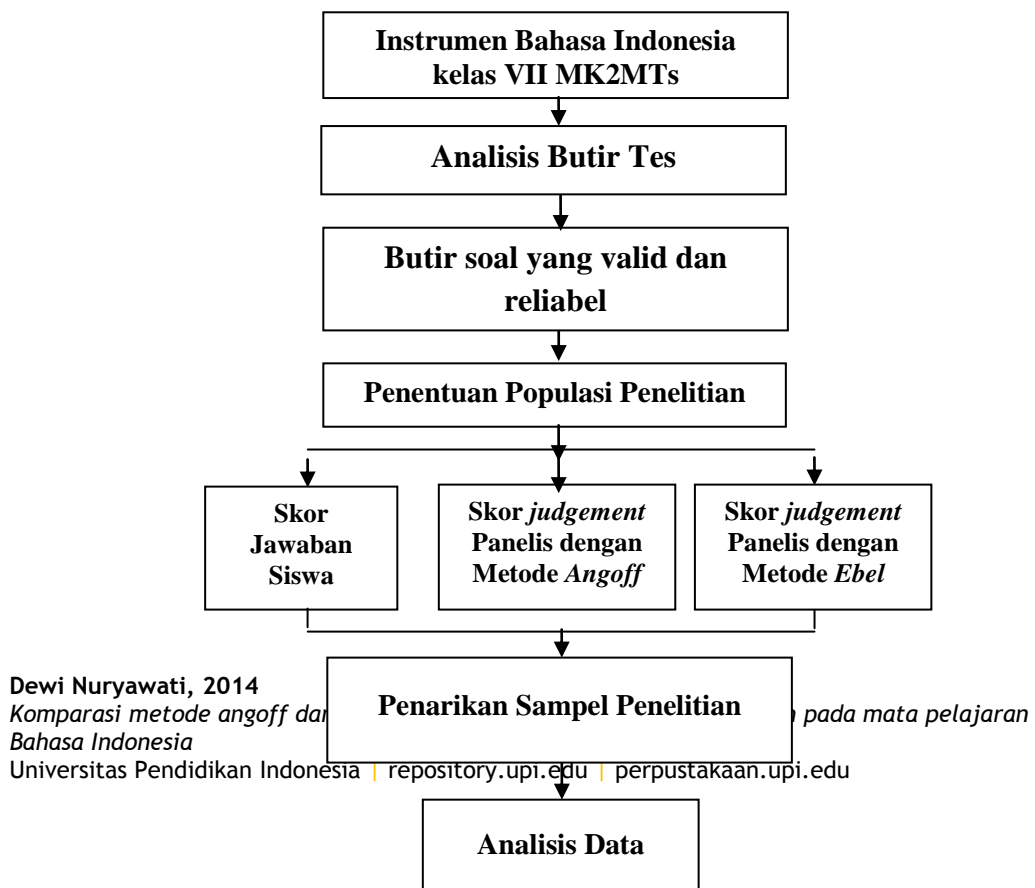 Instrumen Bahasa Indonesia
kelas VII MK2MTs
Analisis Butir Tes
Butir soal yang valid dan
reliabel
Penentuan Populasi Penelitian
Skor
Jawaban
Siswa
Skor judgement
Panelis dengan
Metode Angoff
Skor judgement
Panelis dengan
Metode Ebel
Penarikan Sampel Penelitian
Dewi Nuryawati, 2014
Komparasi metode angoff pada mata pelajaran
Bahasa Indonesia
Universitas Pendidikan Indonesia | repository.upi.edu | perpustakaan.upi.edu
Analisis Data